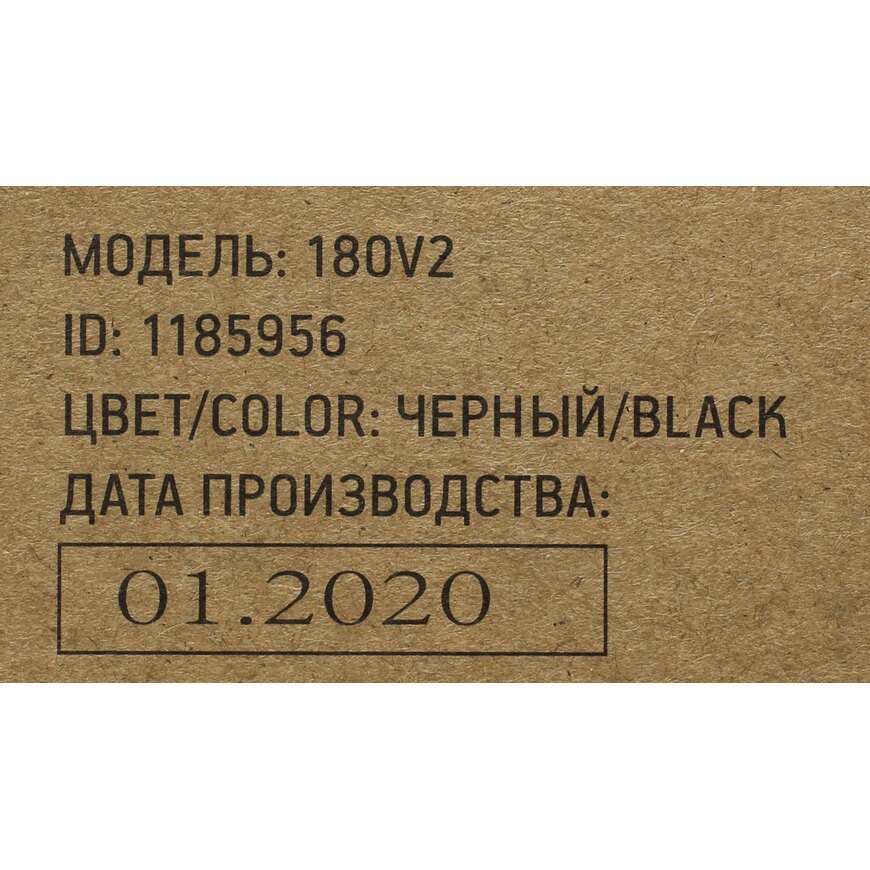 МОДЕЛЬ: 180V2
ID: 1185956
ЦВЕТ/COLOR: ЧЕРНЫЙ/BLACK
ДАТА ПРОИЗВОДСТВА:
01.2020